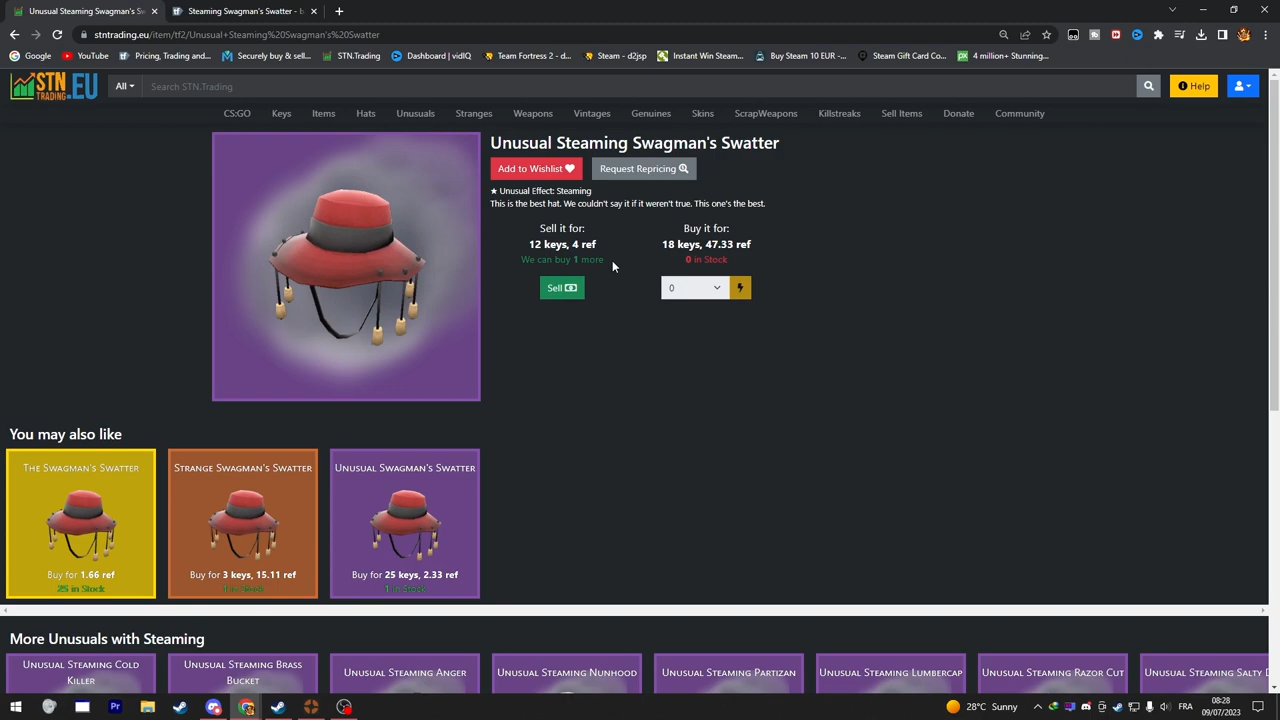 Unusual Steaming Swagman's Sw
Steaming Swagman's Swatter - b
stntrading.eu/item/tf2/Unusual+Steaming%20Swagman's%20Swatter
Google
YouTube
Pricing, Trading and...
Securely buy and sell...
STN.Trading
Dashboard | vidIQ
Team Fortress 2 - d...
Steam - d2jsp
Instant Win Steam...
Buy Steam 10 EUR -...
Steam Gift Card Co...
4 million+ Stunning...
STN
TRADING.EU
All
Search STN.Trading
Help
CS:GO
Keys
Items
Hats
Unusuals
Stranges
Weapons
Vintages
Genuines
Skins
ScrapWeapons
Killstreaks
Sell Items
Donate
Community
Unusual Steaming Swagman's Swatter
Add to Wishlist
Request Repricing
★ Unusual Effect: Steaming
This is the best hat. We couldn't say it if it weren't true. This one's the best.
Sell it for:
12 keys, 4 ref
We can buy 1 more
Sell
Buy it for:
18 keys, 47.33 ref
0 in Stock
0
You may also like
The Swagman's Swatter
Buy for 1.66 ref
25 in Stock
Strange Swagman's Swatter
Buy for 3 keys, 15.11 ref
1 in Stock
Unusual Swagman's Swatter
Buy for 25 keys, 2.33 ref
1 in Stock
More Unusuals with Steaming
Unusual Steaming Cold
Killer
Unusual Steaming Brass
Bucket
Unusual Steaming Anger
Unusual Steaming Nunhood
Unusual Steaming Partizan
Unusual Steaming Lumbercap
Unusual Steaming Razor Cut
Unusual Steaming Salty D
Pr
28°C Sunny
FRA
08:28
09/07/2023